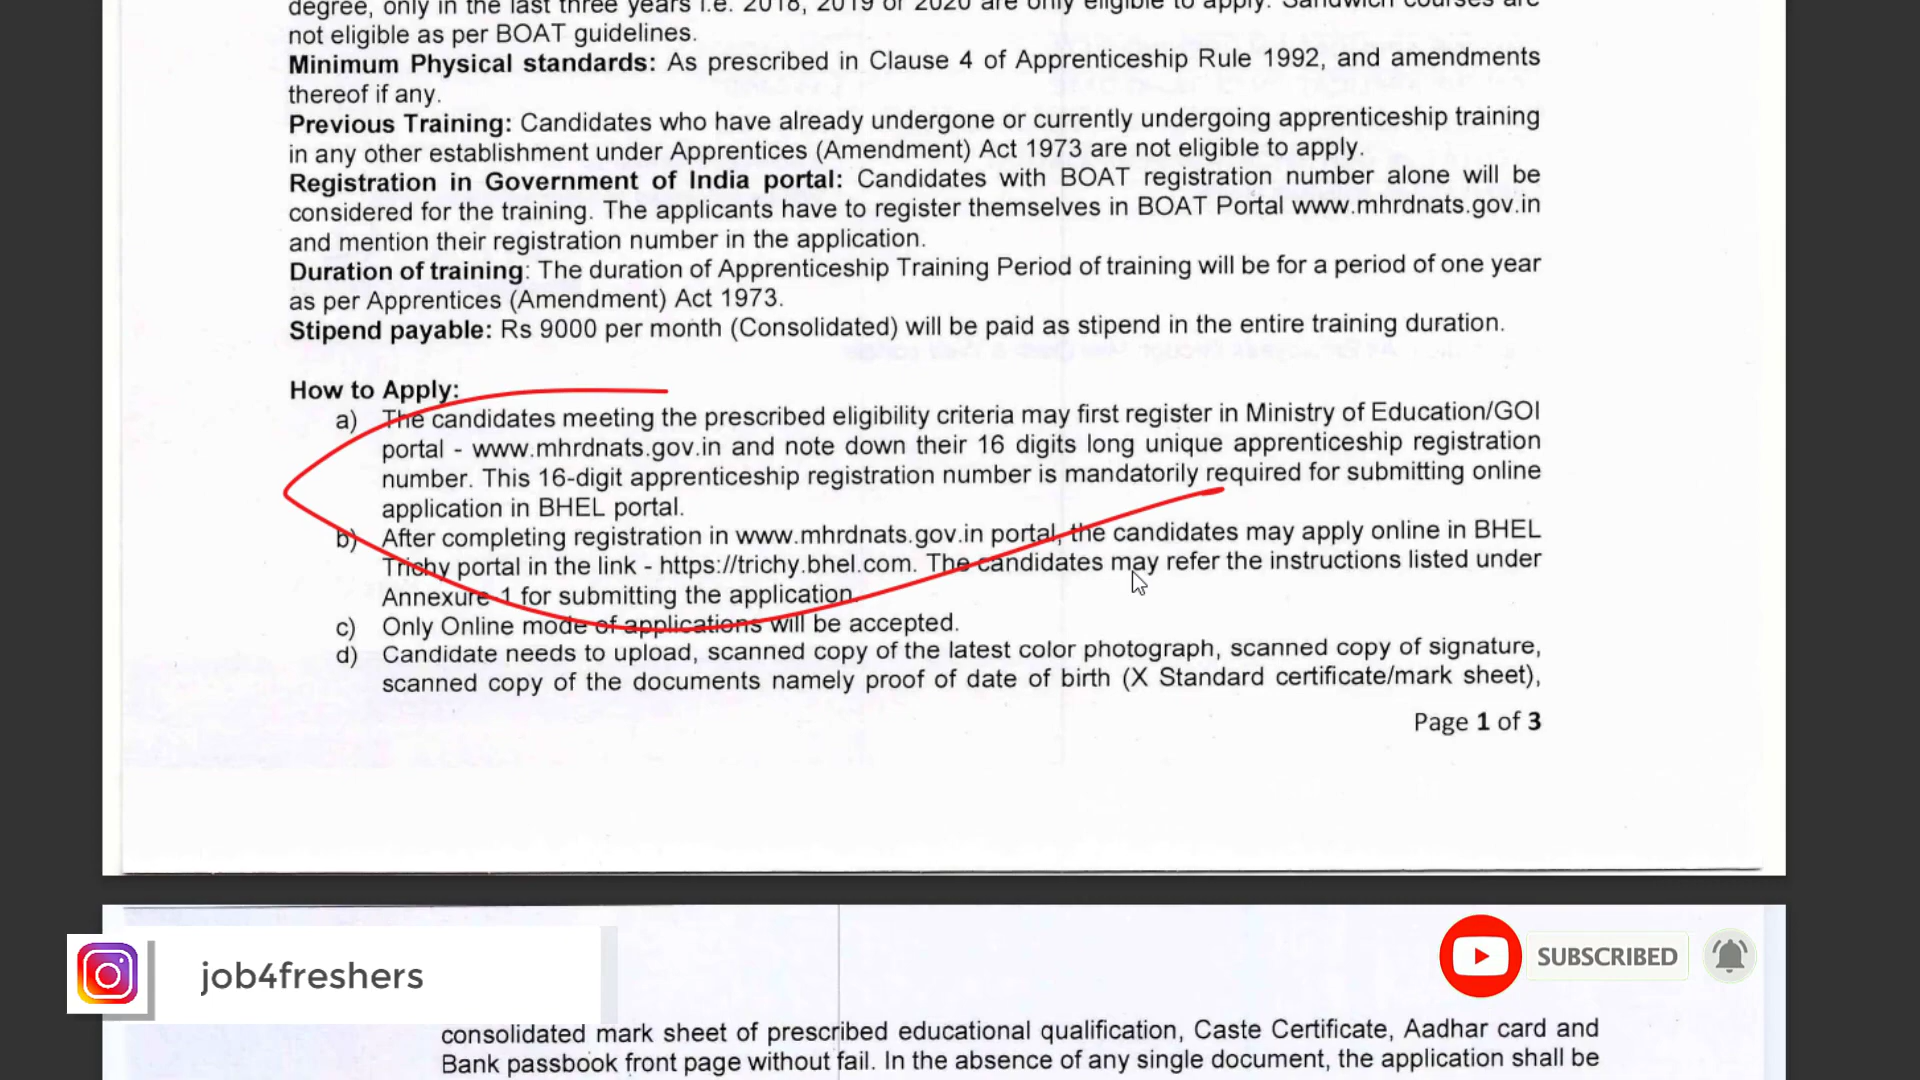 degree, only in the last three years i.e. 2018, 2019 or 2020 are only eligible to apply. Sandwich courses are
not eligible as per BOAT guidelines.
Minimum Physical standards: As prescribed in Clause 4 of Apprenticeship Rule 1992, and amendments
thereof if any.
Previous Training: Candidates who have already undergone or currently undergoing apprenticeship training
in any other establishment under Apprentices (Amendment) Act 1973 are not eligible to apply.
Registration in Government of India portal: Candidates with BOAT registration number alone will be
considered for the training. The applicants have to register themselves in BOAT Portal www.mhrdnats.gov.in
and mention their registration number in the application.
Duration of training: The duration of Apprenticeship Training Period of training will be for a period of one year
as per Apprentices (Amendment) Act 1973.
Stipend payable: Rs 9000 per month (Consolidated) will be paid as stipend in the entire training duration.
How to Apply:
a) The candidates meeting the prescribed eligibility criteria may first register in Ministry of Education/GOI
portal - www.mhrdnats.gov.in and note down their 16 digits long unique apprenticeship registration
number. This 16-digit apprenticeship registration number is mandatorily required for submitting online
application in BHEL portal.
b) After completing registration in www.mhrdnats.gov.in portal, the candidates may apply online in BHEL
Trichy portal in the link - https://trichy.bhel.com. The candidates may refer the instructions listed under
Annexure-1 for submitting the application.
c) Only Online mode of applications will be accepted.
d) Candidate needs to upload, scanned copy of the latest color photograph, scanned copy of signature,
scanned copy of the documents namely proof of date of birth (X Standard certificate/mark sheet),
Page 1 of 3
job4freshers
SUBSCRIBED
consolidated mark sheet of prescribed educational qualification, Caste Certificate, Aadhar card and
Bank passbook front page without fail. In the absence of any single document, the application shall be